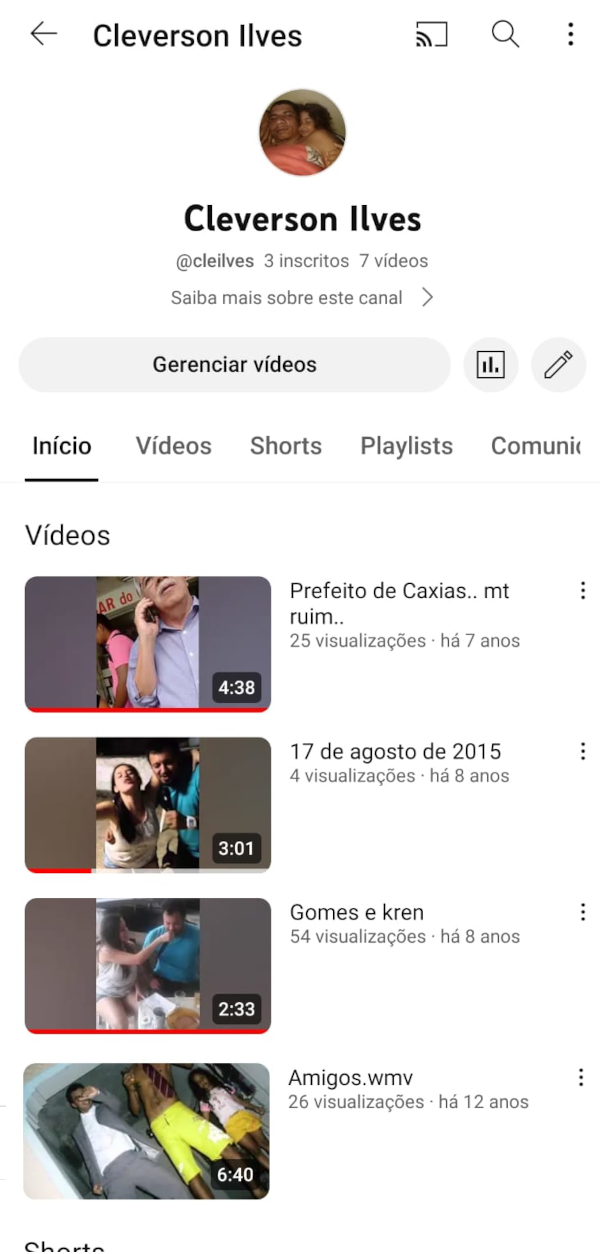 Cleverson Ilves
Cleverson Ilves
@cleilves 3 inscritos 7 vídeos
Saiba mais sobre este canal
Gerenciar vídeos
Início Vídeos Shorts Playlists Comunic
Vídeos
AR do
4:38
Prefeito de Caxias.. mt
ruim..
25 visualizações · há 7 anos
3:01
17 de agosto de 2015
4 visualizações · há 8 anos
2:33
Gomes e kren
54 visualizações · há 8 anos
6:40
Amigos.wmv
26 visualizações · há 12 anos
Shorts